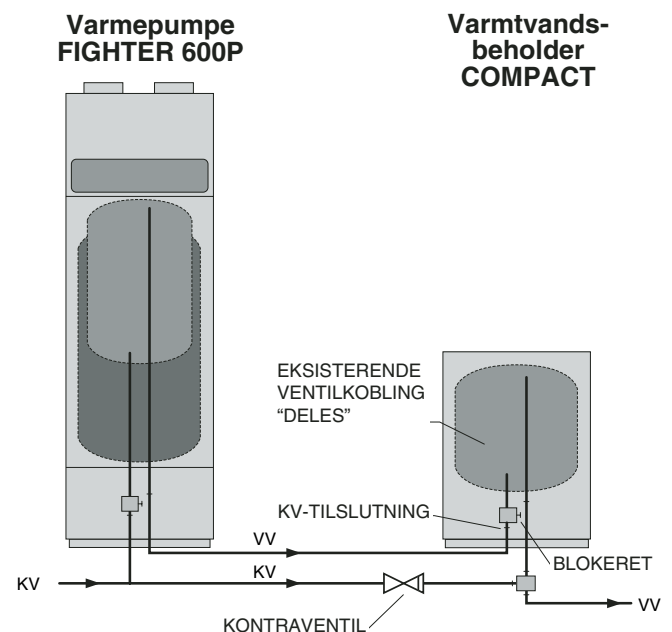 Varmepumpe
FIGHTER 600P
Varmtvands-
beholder
COMPACT
EKSISTERENDE
VENTILKOBLING
“DELES”
KV-TILSLUTNING
VV
BLOKERET
KV
KV
VV
KONTRAVENTIL